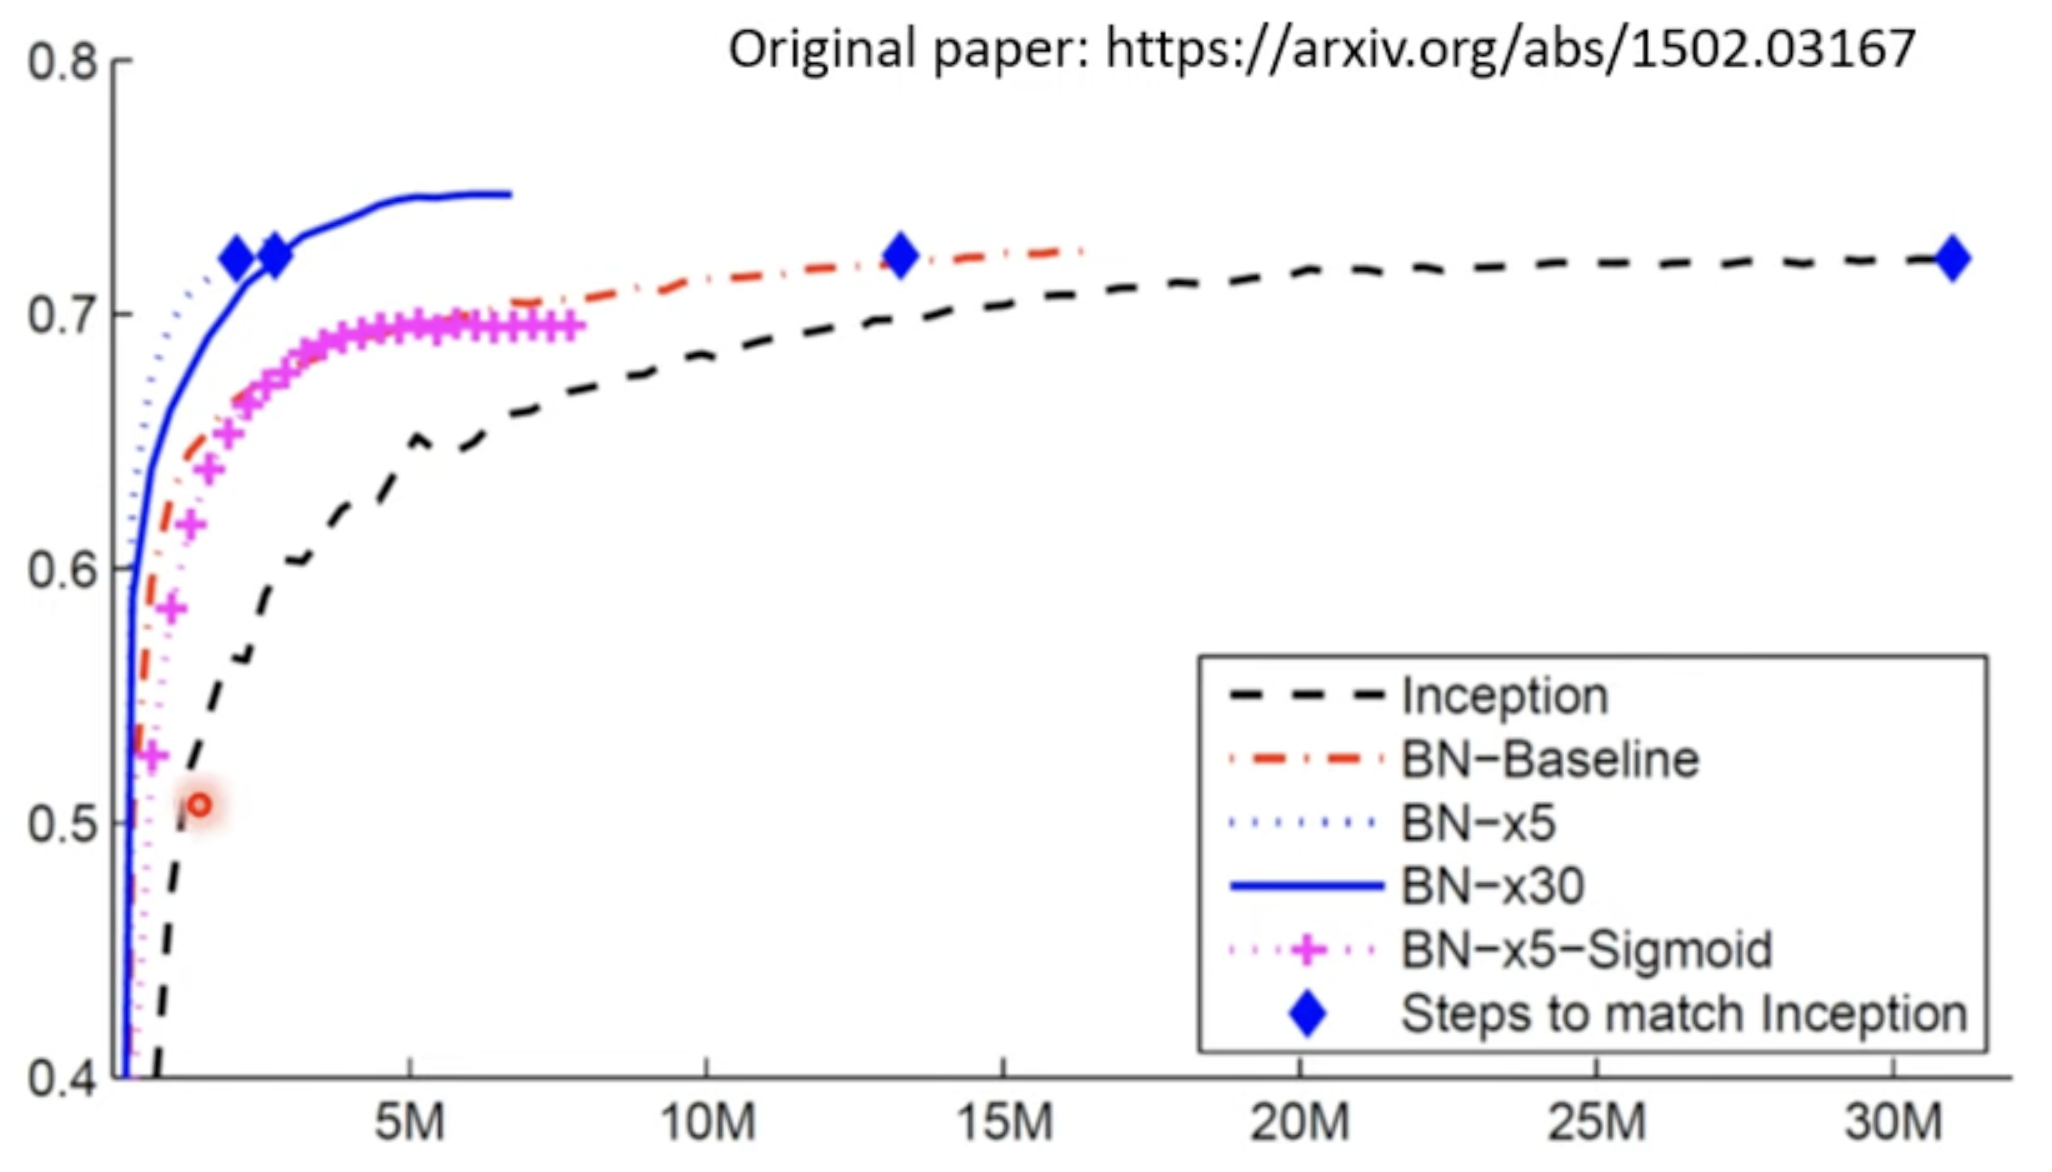 Original paper: https://arxiv.org/abs/1502.03167
0.8
0.7
0.6
0.5
0.4
5M
10M
15M
20M
25M
30M
Inception
BN−Baseline
BN−x5
BN−x30
BN−x5−Sigmoid
Steps to match Inception